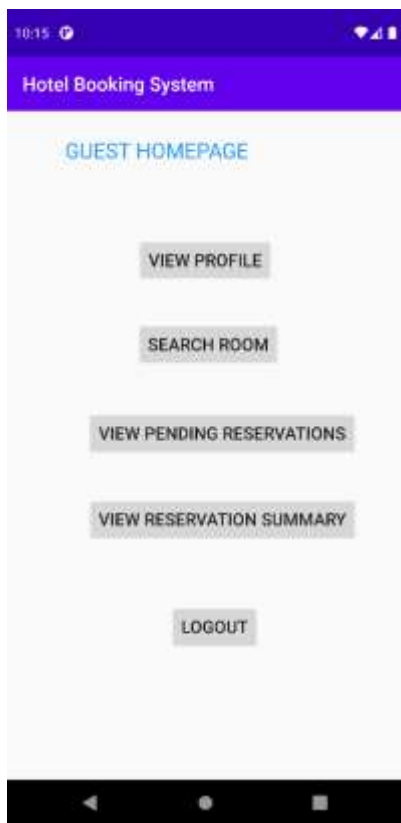 10:15
Hotel Booking System
GUEST HOMEPAGE
VIEW PROFILE
SEARCH ROOM
VIEW PENDING RESERVATIONS
VIEW RESERVATION SUMMARY
LOGOUT